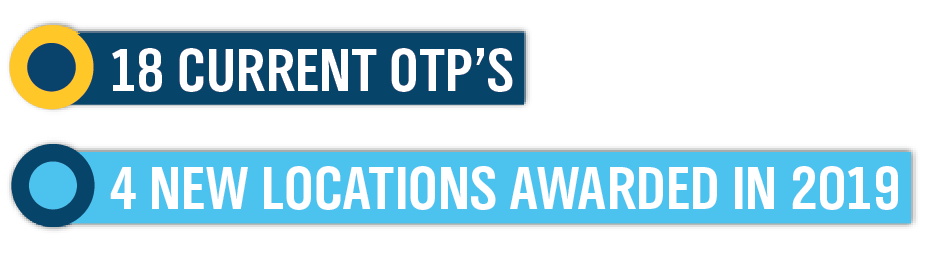 18 CURRENT OTP’S
4 NEW LOCATIONS AWARDED IN 2019